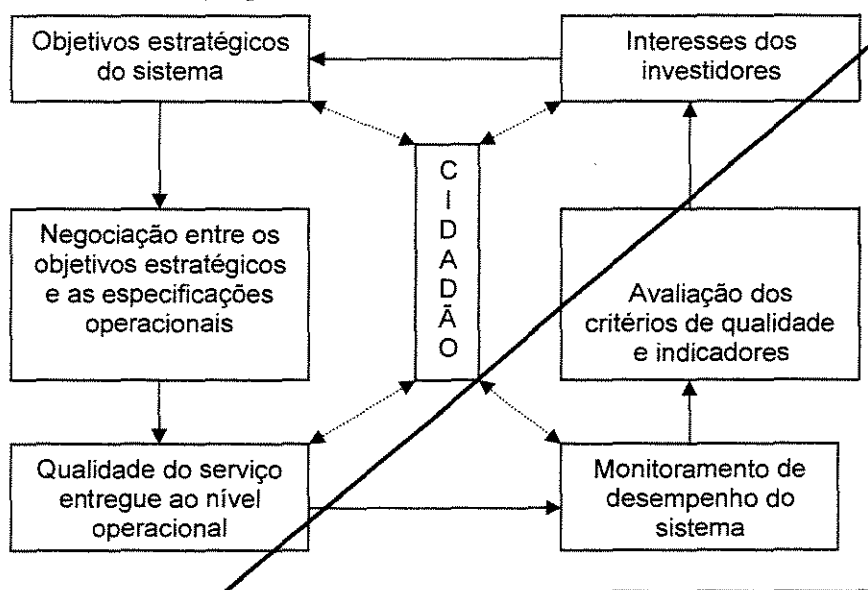 Objetivos estratégicos
do sistema
Interesses dos
investidores
C
I
D
A
D
Ã
O
Negociação entre os
objetivos estratégicos
e as especificações
operacionais
Avaliação dos
critérios de qualidade
e indicadores
Qualidade do serviço
entregue ao nível
operacional
Monitoramento de
desempenho do
sistema